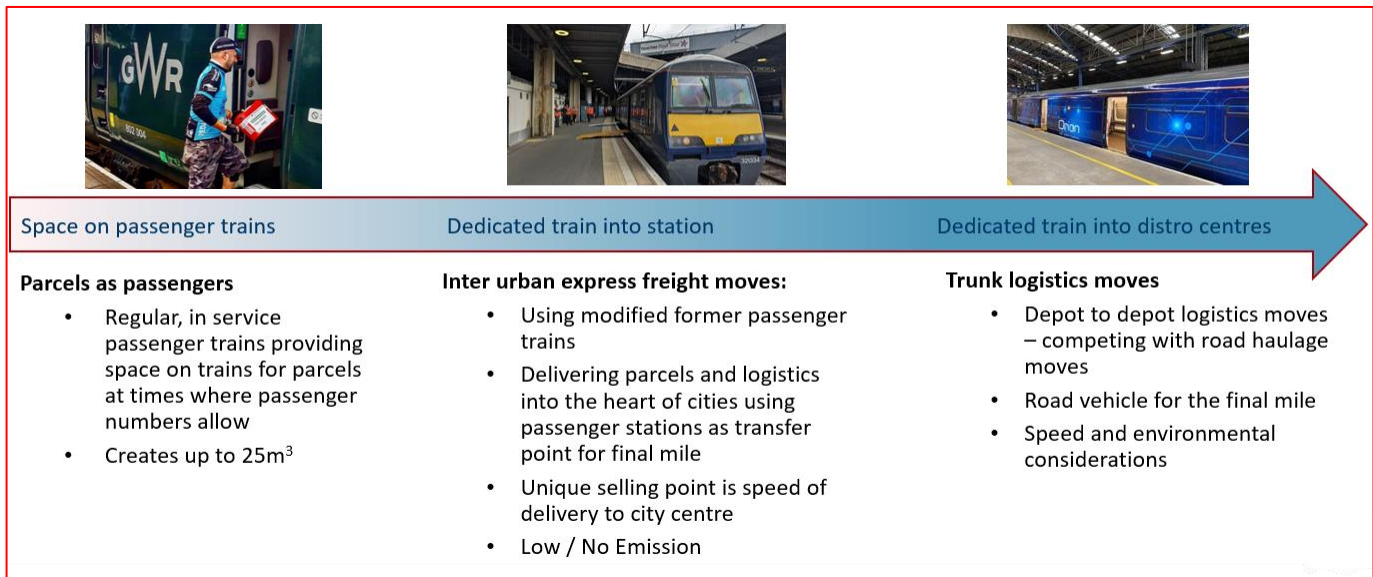 GWR
802 004
321334
Orion
Space on passenger trains
Dedicated train into station
Dedicated train into distro centres
Parcels as passengers
• Regular, in service
passenger trains providing
space on trains for parcels
at times where passenger
numbers allow
• Creates up to 25m³
Inter urban express freight moves:
• Using modified former passenger
trains
• Delivering parcels and logistics
into the heart of cities using
passenger stations as transfer
point for final mile
• Unique selling point is speed of
delivery to city centre
• Low / No Emission
Trunk logistics moves
• Depot to depot logistics moves
– competing with road haulage
moves
• Road vehicle for the final mile
• Speed and environmental
considerations